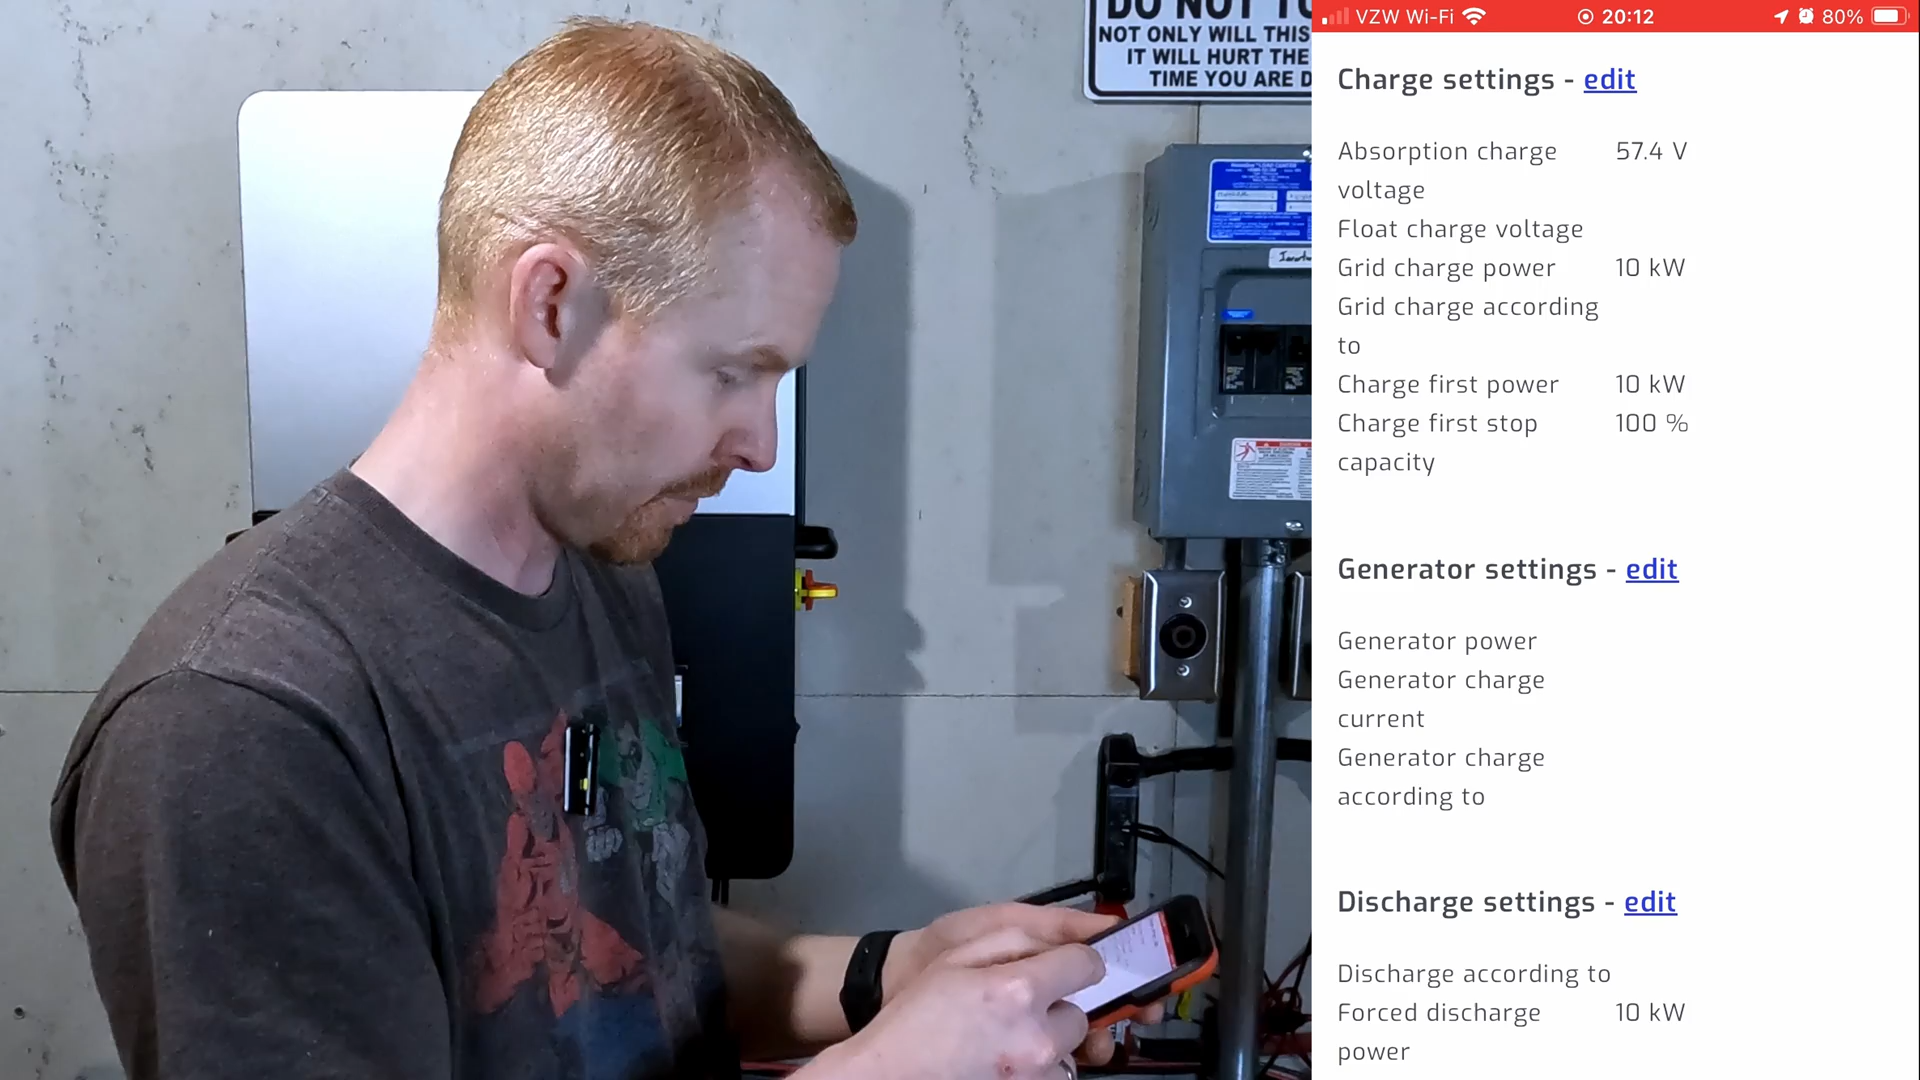 DO NOT
NOT ONLY WILL THIS
IT WILL HURT THE
TIME YOU ARE
VZW Wi-Fi
20:12
80%
Charge settings - edit
Absorption charge 57.4 V
voltage
Float charge voltage
Grid charge power 10 kW
Grid charge according
to
Charge first power 10 kW
Charge first stop 100 %
capacity
Generator settings - edit
Generator power
Generator charge
current
Generator charge
according to
Discharge settings - edit
Discharge according to
Forced discharge 10 kW
power